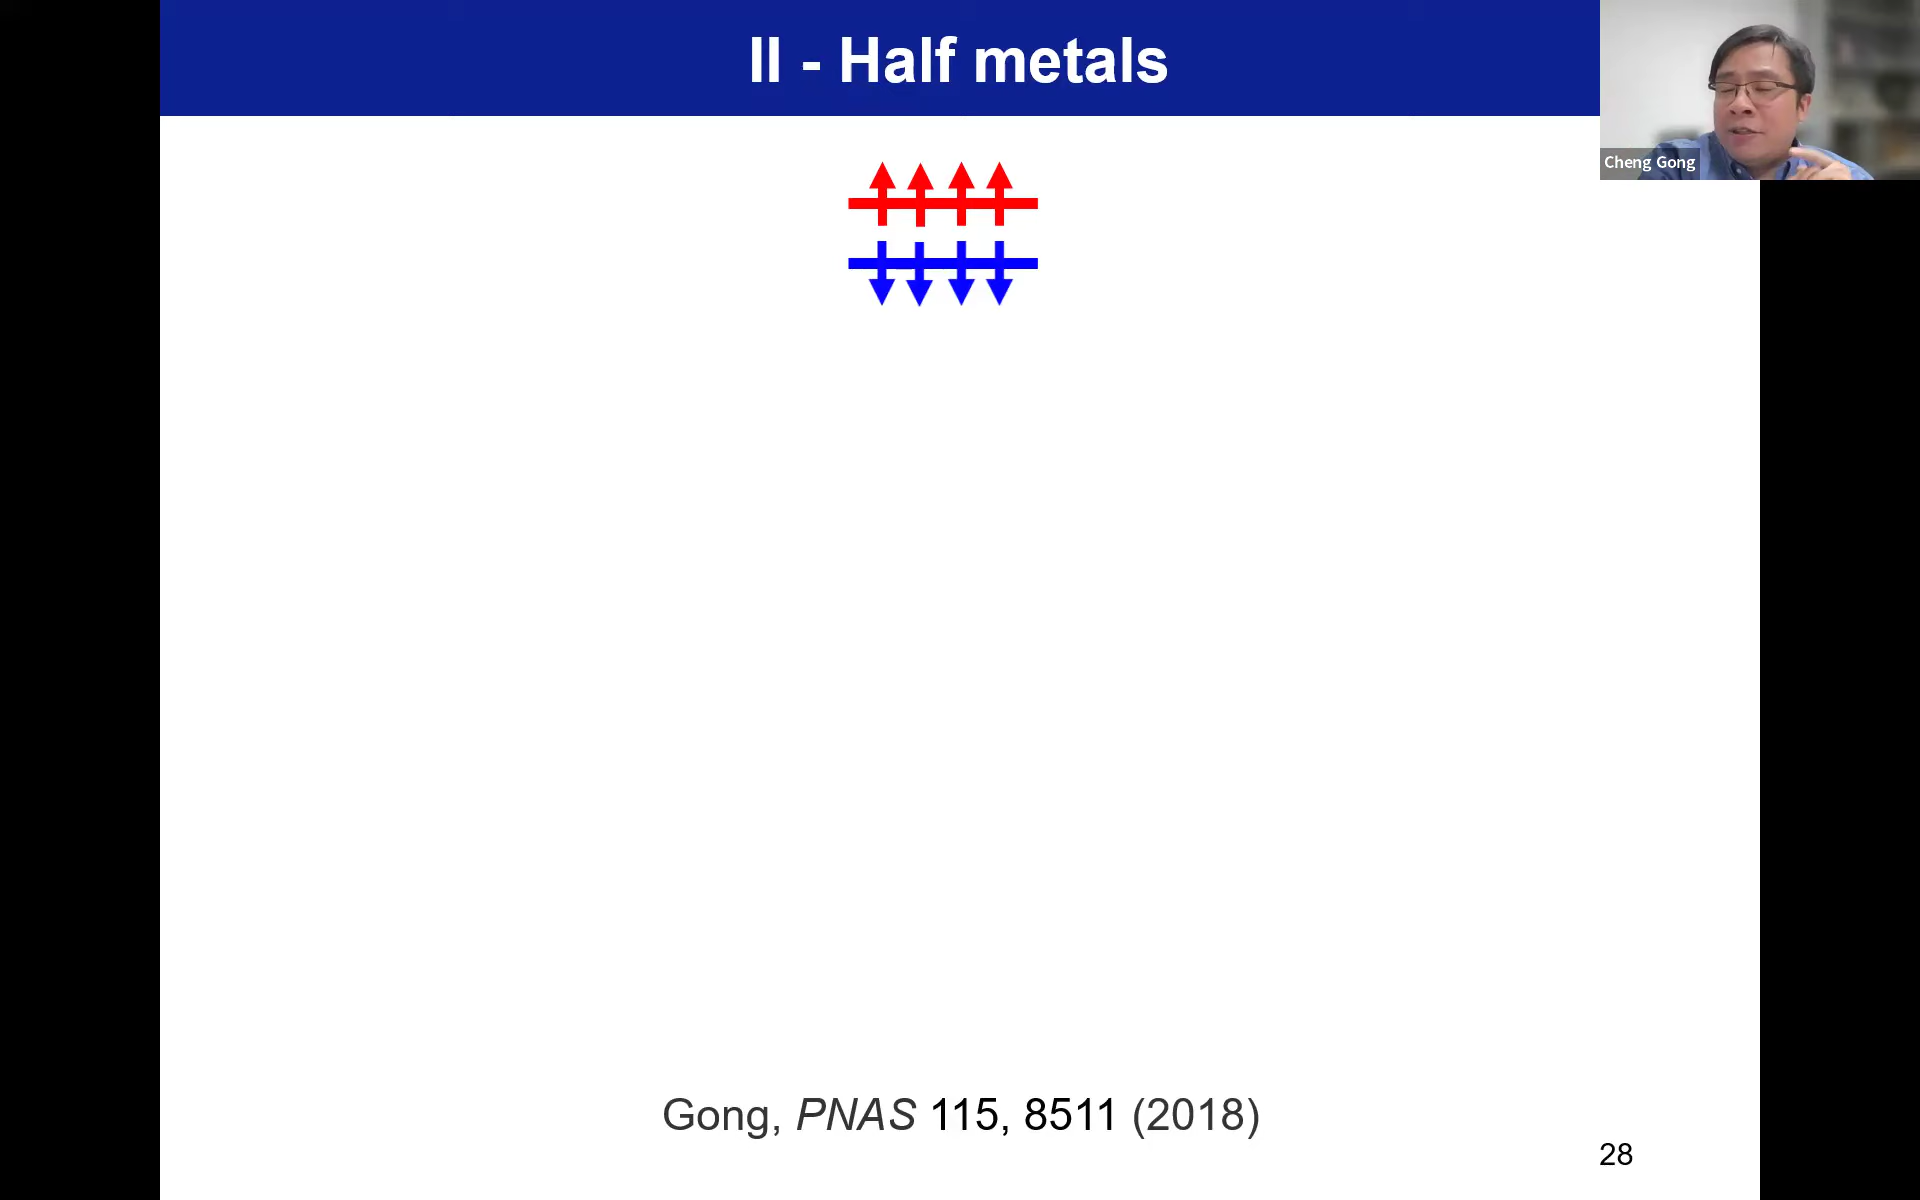 II - Half metals
Cheng Gong
Gong, PNAS 115, 8511 (2018)
28